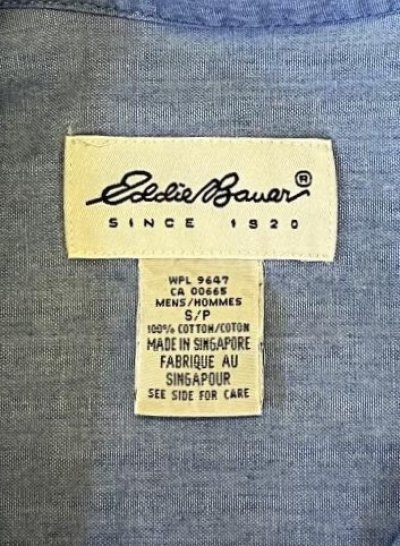 Eddie Bauer®
SINCE 1920
WPL 9647
CA 00665
MENS/HOMMES
S/P
100% COTTON/COTON
MADE IN SINGAPORE
FABRIQUE AU
SINGAPOUR
SEE SIDE FOR CARE